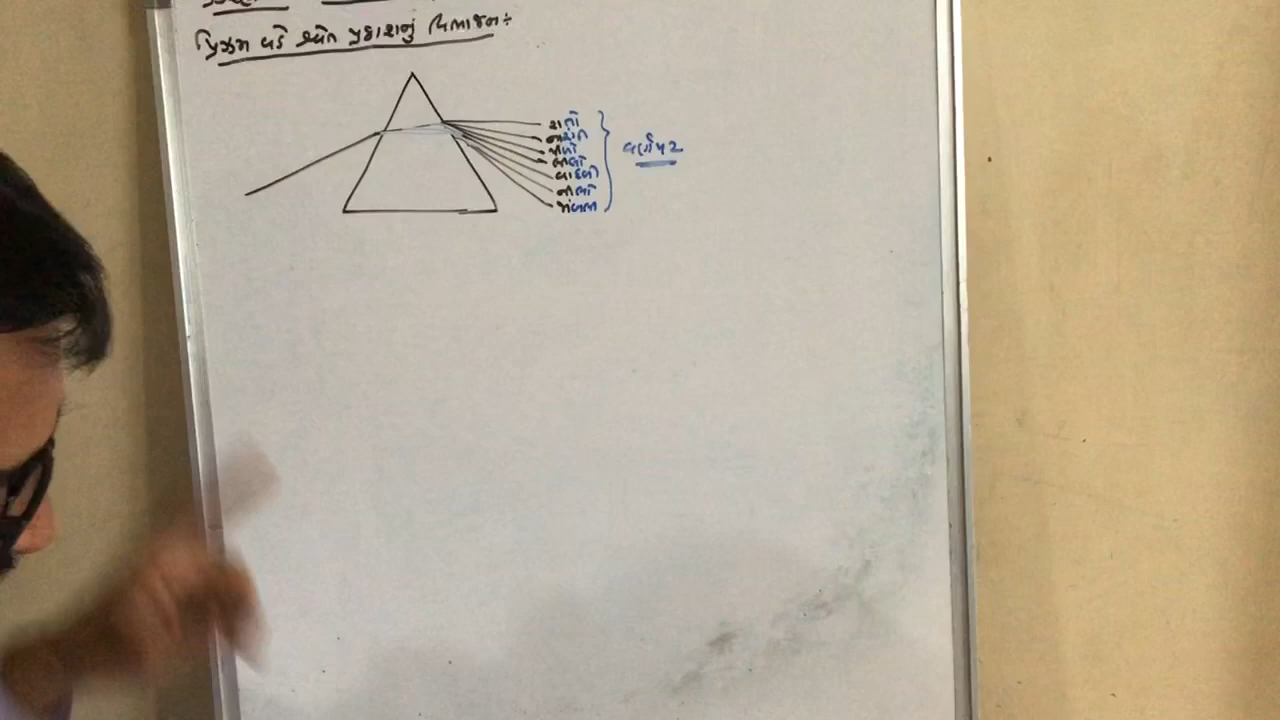 પ્રિઝમ વડે શ્વેત પ્રકાશનું વિભાજન ÷
રાતો
નારંગી
પીળો
લીલો
વાદળી
નીલો
જાંબલી
વર્ણપટ